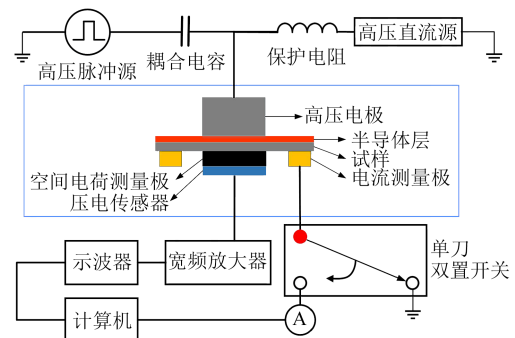 高压脉冲源
耦合电容
保护电阻
高压直流源
高压电极
半导体层
试样
电流测量极
空间电荷测量极
压电传感器
示波器
宽频放大器
计算机
A
单刀
双置开关